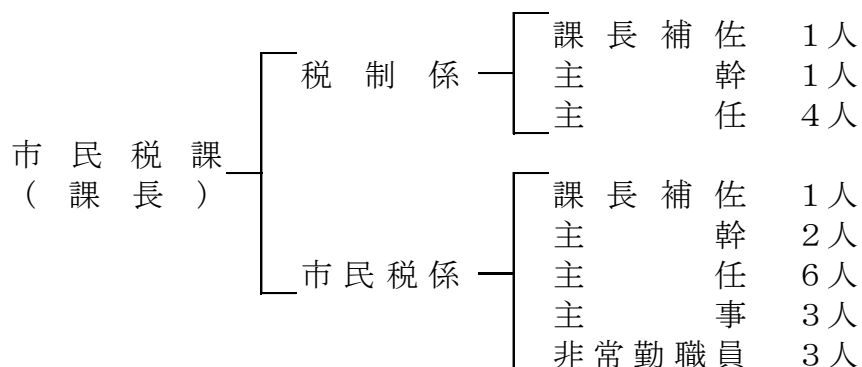 市民税課
(課長)
税制係
課長補佐 1人
主幹 1人
主任 4人
市民税係
課長補佐 1人
主幹 2人
主任 6人
主事 3人
非常勤職員 3人